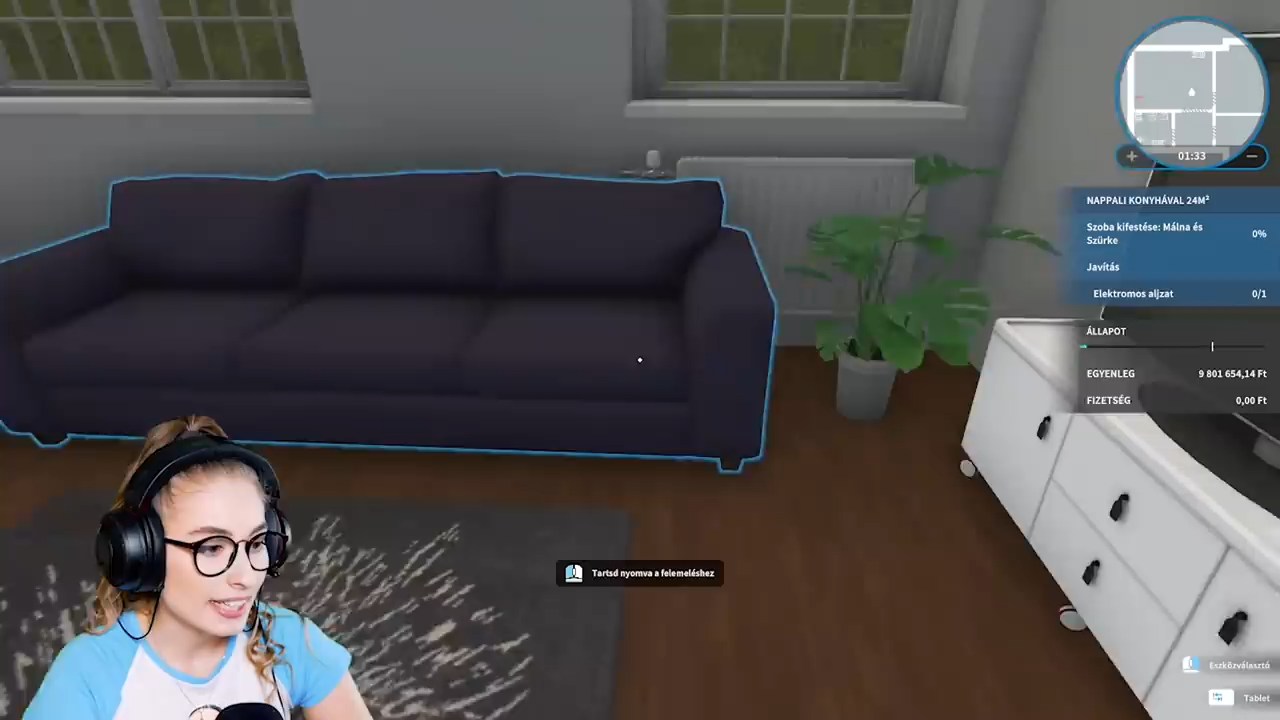 01:33
NAPPALI KONYHÁVAL 24M²
Szoba kifestése: Málna és
Szürke
0%
Javítás
Elektromos aljzat 0/1
ÁLLAPOT
EGYENLEG 9 801 654,14 Ft
FIZETSÉG 0,00 Ft
Tartsd nyomva a felemeléshez
Eszközválasztó
Tablet